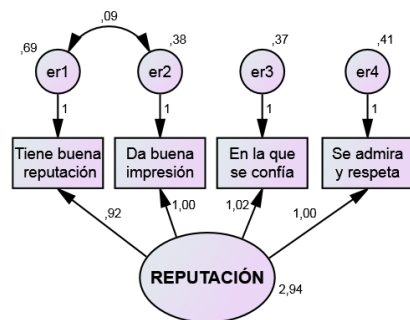 ,09
,69
,38
,37
,41
er1
er2
er3
er4
1
1
1
1
Tiene buena
reputación
Da buena
impresión
En la que
se confía
Se admira
y respeta
,92
1,00
1,02
1,00
REPUTACIÓN
2,94